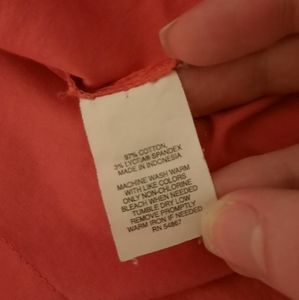 97% COTTON,
3% LYCRA® SPANDEX
MADE IN INDONESIA
MACHINE WASH WARM
WITH LIKE COLORS
ONLY NON-CHLORINE
BLEACH WHEN NEEDED
TUMBLE DRY LOW
REMOVE PROMPTLY
WARM IRON IF NEEDED
RN 54867